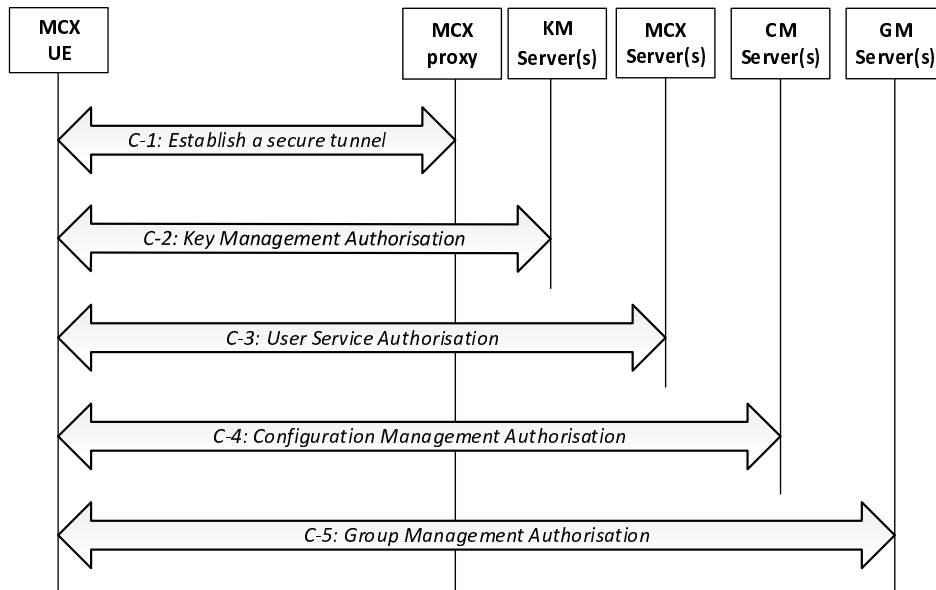 MCX
UE
MCX
proxy
KM
Server(s)
MCX
Server(s)
CM
Server(s)
GM
Server(s)
C-1: Establish a secure tunnel
C-2: Key Management Authorisation
C-3: User Service Authorisation
C-4: Configuration Management Authorisation
C-5: Group Management Authorisation